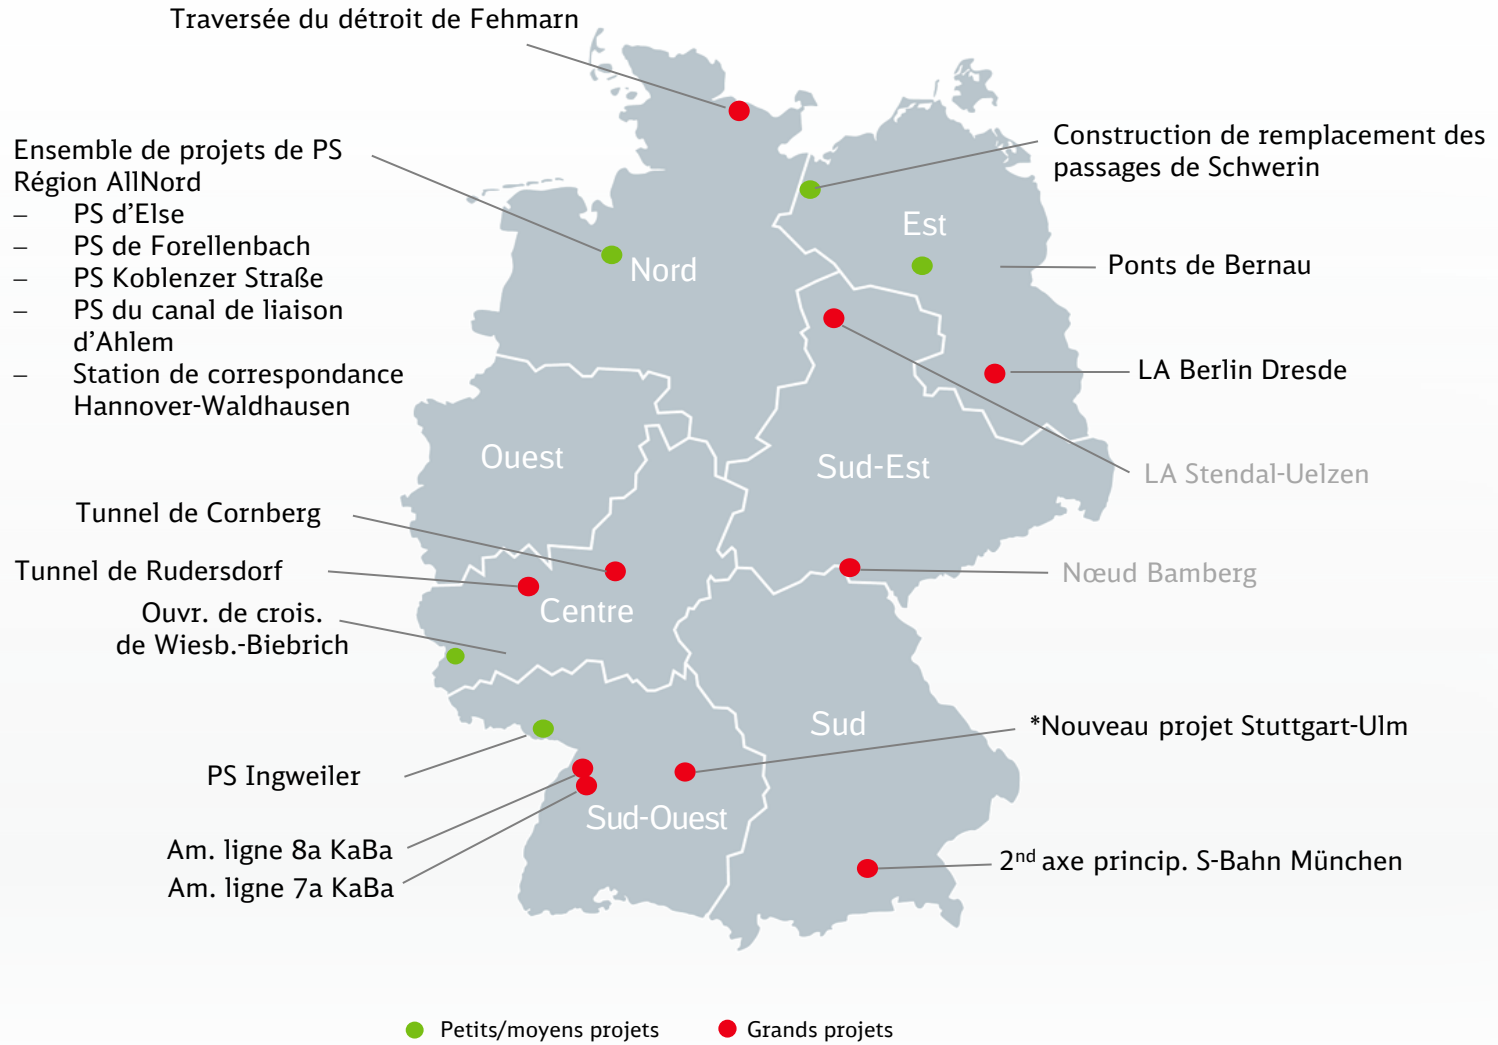 Traversée du détroit de Fehmarn
Ensemble de projets de PS
Région AllNord
– PS d’Else
– PS de Forellenbach
– PS Koblenzer Straße
– PS du canal de liaison
d'Ahlem
– Station de correspondance
Hannover-Waldhausen
Construction de remplacement des
passages de Schwerin
Est
Nord
Ponts de Bernau
LA Berlin Dresde
Ouest
Sud-Est
LA Stendal-Uelzen
Tunnel de Cornberg
Tunnel de Rudersdorf
Nœud Bamberg
Centre
Ouvr. de crois.
de Wiesb.-Biebrich
Sud
*Nouveau projet Stuttgart-Ulm
PS Ingweiler
Sud-Ouest
Am. ligne 8a KaBa
Am. ligne 7a KaBa
2nd axe princip. S-Bahn München
Petits/moyens projets
Grands projets